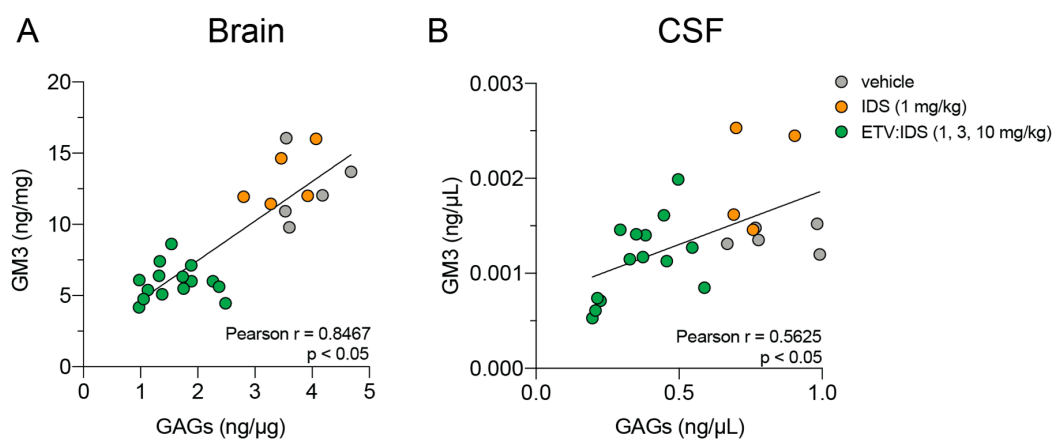 A
Brain
20
15
10
5
0
GM3 (ng/mg)
Pearson r = 0.8467
p < 0.05
0 1 2 3 4 5
GAGs (ng/µg)
B
CSF
0.003
0.002
0.001
0.000
GM3 (ng/µL)
Pearson r = 0.5625
p < 0.05
0.0 0.5 1.0
GAGs (ng/µL)
vehicle
IDS (1 mg/kg)
ETV:IDS (1, 3, 10 mg/kg)